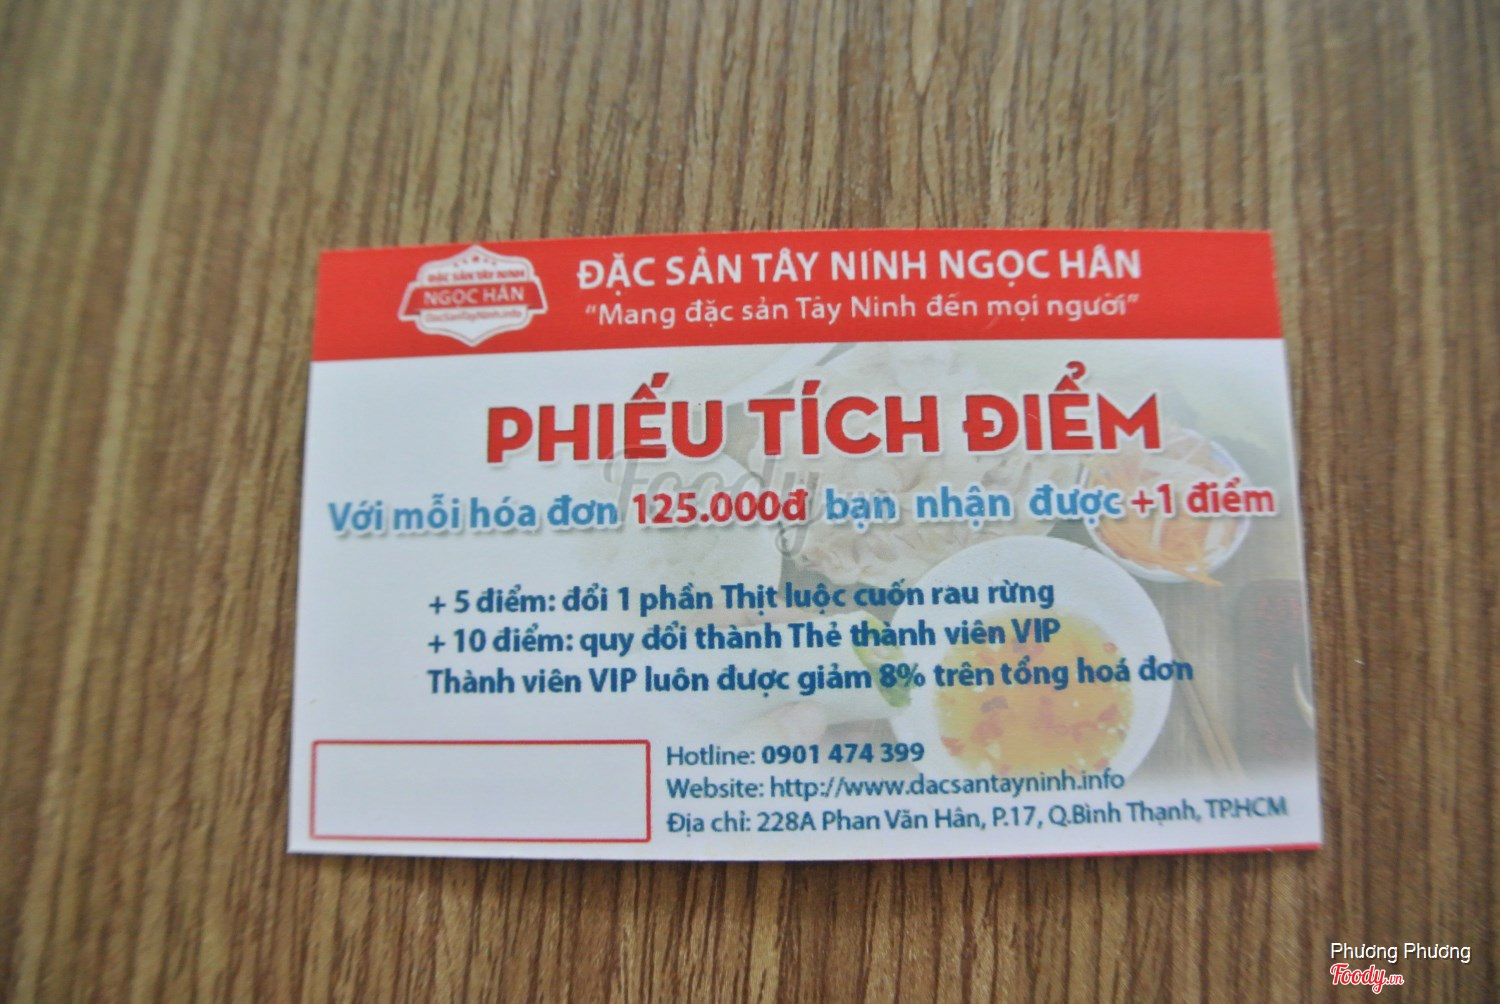 ĐẶC SẢN TÂY NINH
NGỌC HÂN
DacSanTayNinh.info
ĐẶC SẢN TÂY NINH NGỌC HÂN
“Mang đặc sản Tây Ninh đến mọi người”
PHIẾU TÍCH ĐIỂM
Với mỗi hóa đơn 125.000đ bạn nhận được +1 điểm
Foody.vn
+ 5 điểm: đổi 1 phần Thịt luộc cuốn rau rừng
+ 10 điểm: quy đổi thành Thẻ thành viên VIP
Thành viên VIP luôn được giảm 8% trên tổng hoá đơn
Hotline: 0901 474 399
Website: http://www.dacsantayninh.info
Địa chỉ: 228A Phan Văn Hân, P.17, Q.Bình Thạnh, TP.HCM
Phương Phương
Foody.vn